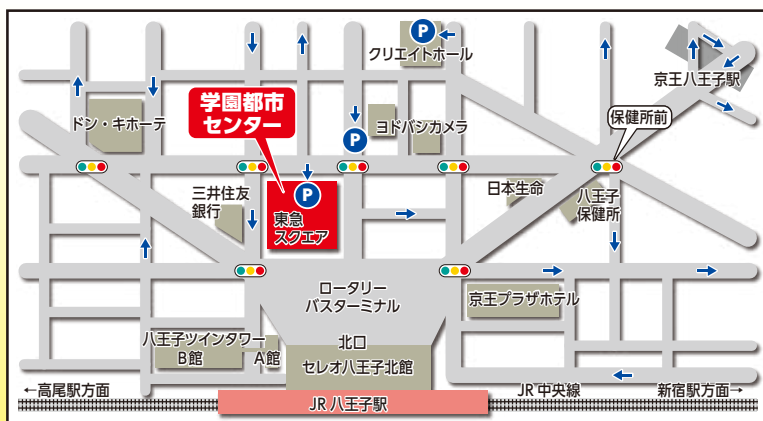 P
クリエイトホール
京王八王子駅
学園都市
センター
ドン・キホーテ
P
ヨドバシカメラ
保健所前
三井住友
銀行
P
東急
スクエア
日本生命
八王子
保健所
ロータリー
バスターミナル
京王プラザホテル
八王子ツインタワー
B館
A館
北口
セレオ八王子北館
←高尾駅方面
JR中央線
新宿駅方面→
JR八王子駅